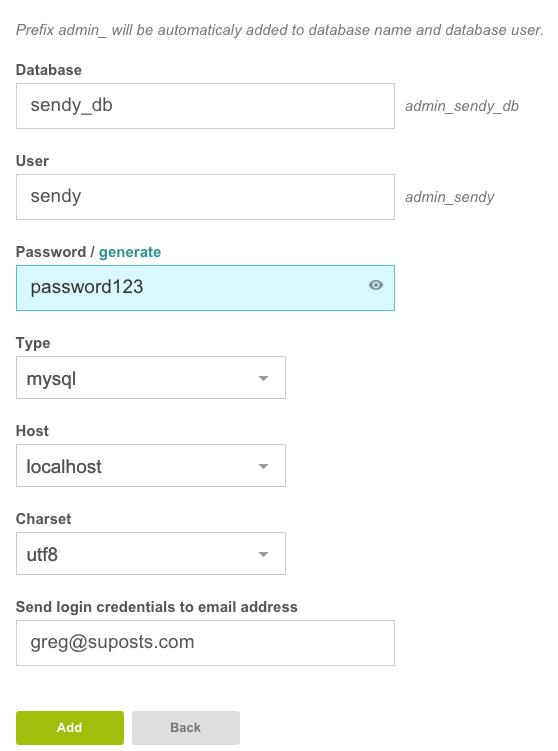 Prefix admin_ will be automaticaly added to database name and database user.
Database
sendy_db
admin_sendy_db
User
sendy
admin_sendy
Password / generate
password123
Type
mysql
Host
localhost
Charset
utf8
Send login credentials to email address
greg@suposts.com
Add Back